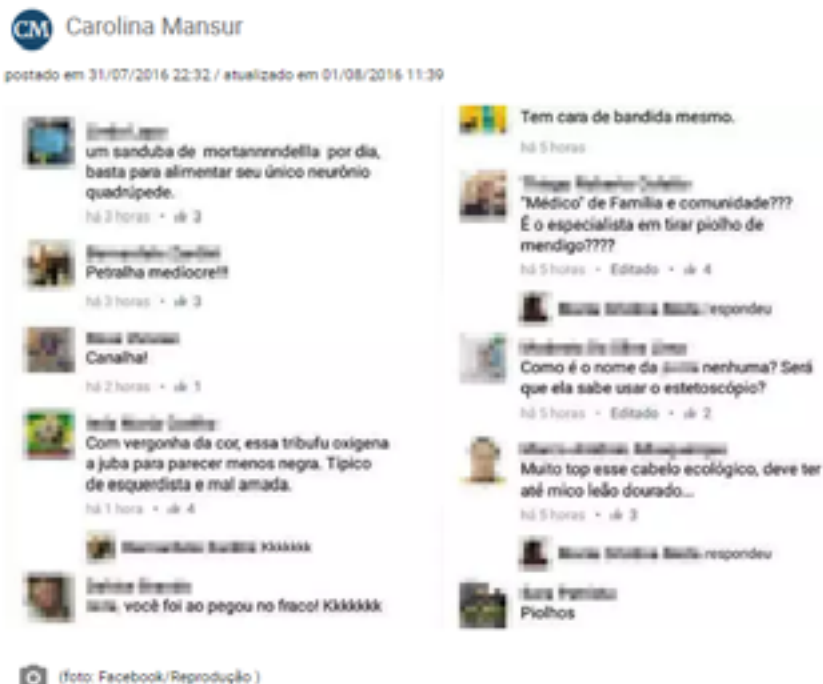 CM Carolina Mansur
postado em 31/07/2016 22:32 / atualizado em 01/08/2016 11:39
um sanduba de mortannnndellla por dia,
basta para alimentar seu único neurônio
quadrúpede.
há 3 horas • 3
Petralha mediocre!!!
há 3 horas • 3
Canalha!
há 2 horas • 1
Com vergonha da cor, essa tribufu oxigena
a juba para parecer menos negra. Típico
de esquerdista e mal amada.
há 1 hora • 4
Kkkkkk
você foi ao pegou no fraco! Kkkkkkk
Tem cara de bandida mesmo.
há 5 horas
"Médico" de Família e comunidade???
É o especialista em tirar piolho de
mendigo????
há 5 horas • Editado • 4
respondeu
Como é o nome da nenhuma? Será
que ela sabe usar o estetoscópio?
há 5 horas • Editado • 2
Muito top esse cabelo ecológico, deve ter
até mico leão dourado...
há 5 horas • 3
respondeu
Piolhos
(foto: Facebook/Reprodução )